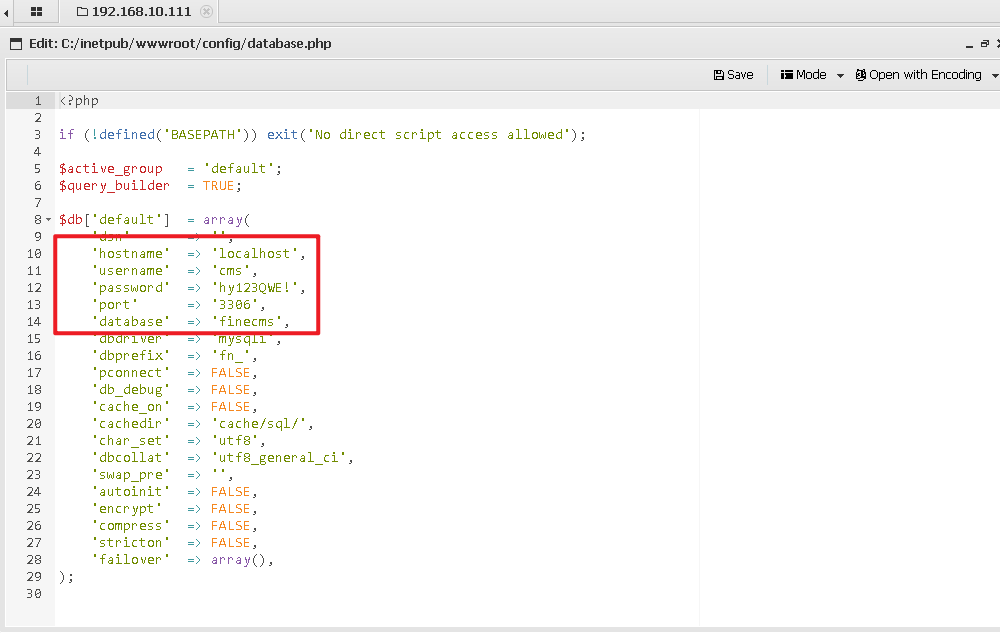 192.168.10.111
Edit: C:/inetpub/wwwroot/config/database.php
Save Mode Open with Encoding
1 <?php
2
3 if (!defined('BASEPATH')) exit('No direct script access allowed');
4
5 $active_group   = 'default';
6 $query_builder  = TRUE;
7
8 $db['default']  = array(
9     'dsn'       => '',
10     'hostname'  => 'localhost',
11     'username'  => 'cms',
12     'password'  => 'hy123QWE!',
13     'port'      => '3306',
14     'database'  => 'finecms',
15     'dbdriver'  => 'mysqli',
16     'dbprefix'  => 'fn_',
17     'pconnect'  => FALSE,
18     'db_debug'  => FALSE,
19     'cache_on'  => FALSE,
20     'cachedir'  => 'cache/sql/',
21     'char_set'  => 'utf8',
22     'dbcollat'  => 'utf8_general_ci',
23     'swap_pre'  => '',
24     'autoinit'  => FALSE,
25     'encrypt'   => FALSE,
26     'compress'  => FALSE,
27     'stricton'  => FALSE,
28     'failover'  => array(),
29 );
30